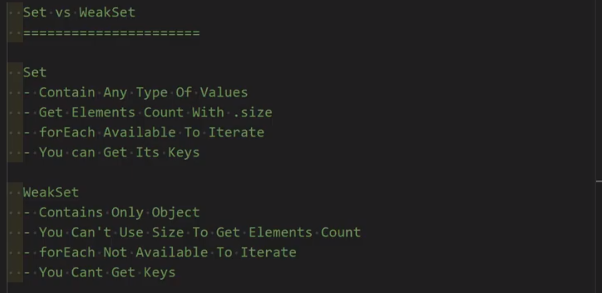 Set vs WeakSet
======================
Set
- Contain Any Type Of Values
- Get Elements Count With .size
- forEach Available To Iterate
- You can Get Its Keys
WeakSet
- Contains Only Object
- You Can't Use Size To Get Elements Count
- forEach Not Available To Iterate
- You Cant Get Keys